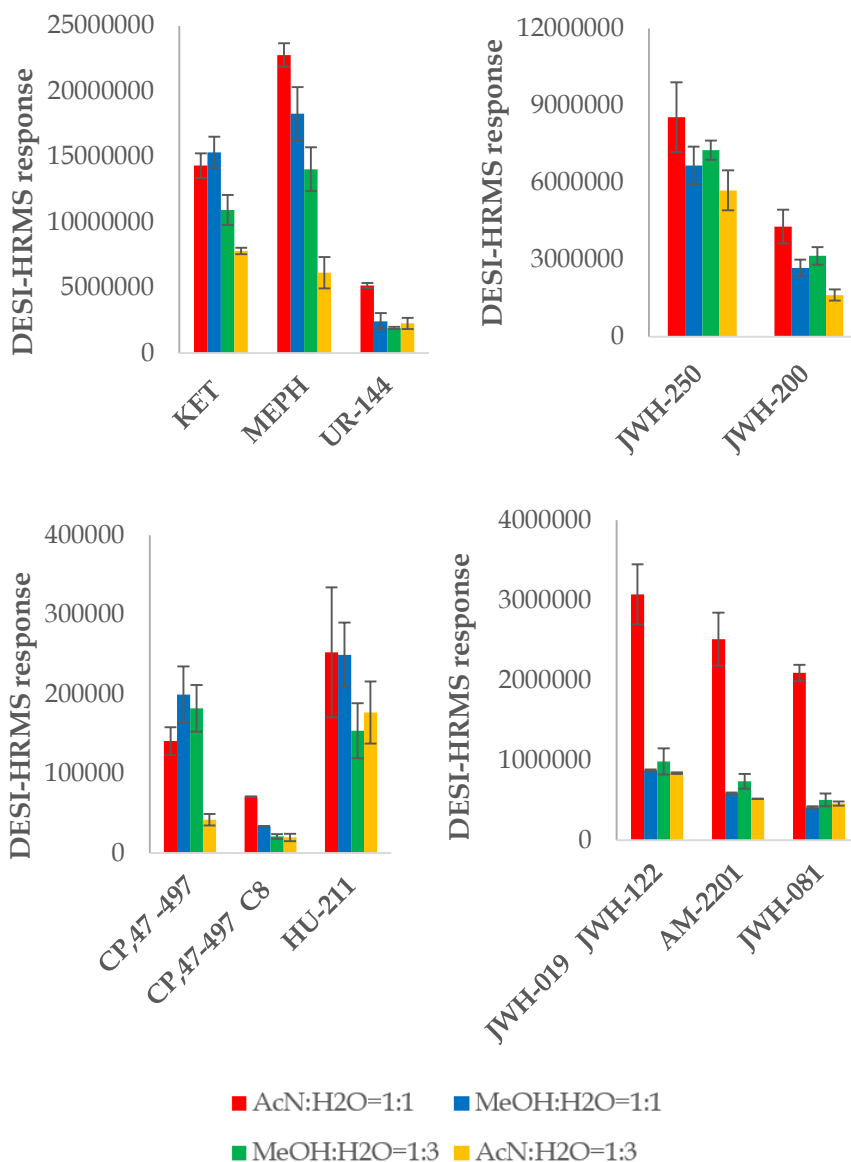 DESI-HRMS response
25000000
20000000
15000000
10000000
5000000
0
KET
MEPH
UR-144
DESI-HRMS response
12000000
9000000
6000000
3000000
0
JWH-250
JWH-200
DESI-HRMS response
400000
300000
200000
100000
0
CP,47 -497
CP,47-497 C8
HU-211
DESI-HRMS response
4000000
3000000
2000000
1000000
0
JWH-019 JWH-122
AM-2201
JWH-081
AcN:H2O=1:1 MeOH:H2O=1:1
MeOH:H2O=1:3 AcN:H2O=1:3